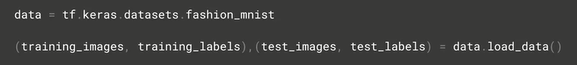 data = tf.keras.datasets.fashion_mnist
(training_images, training_labels),(test_images, test_labels) = data.load_data()